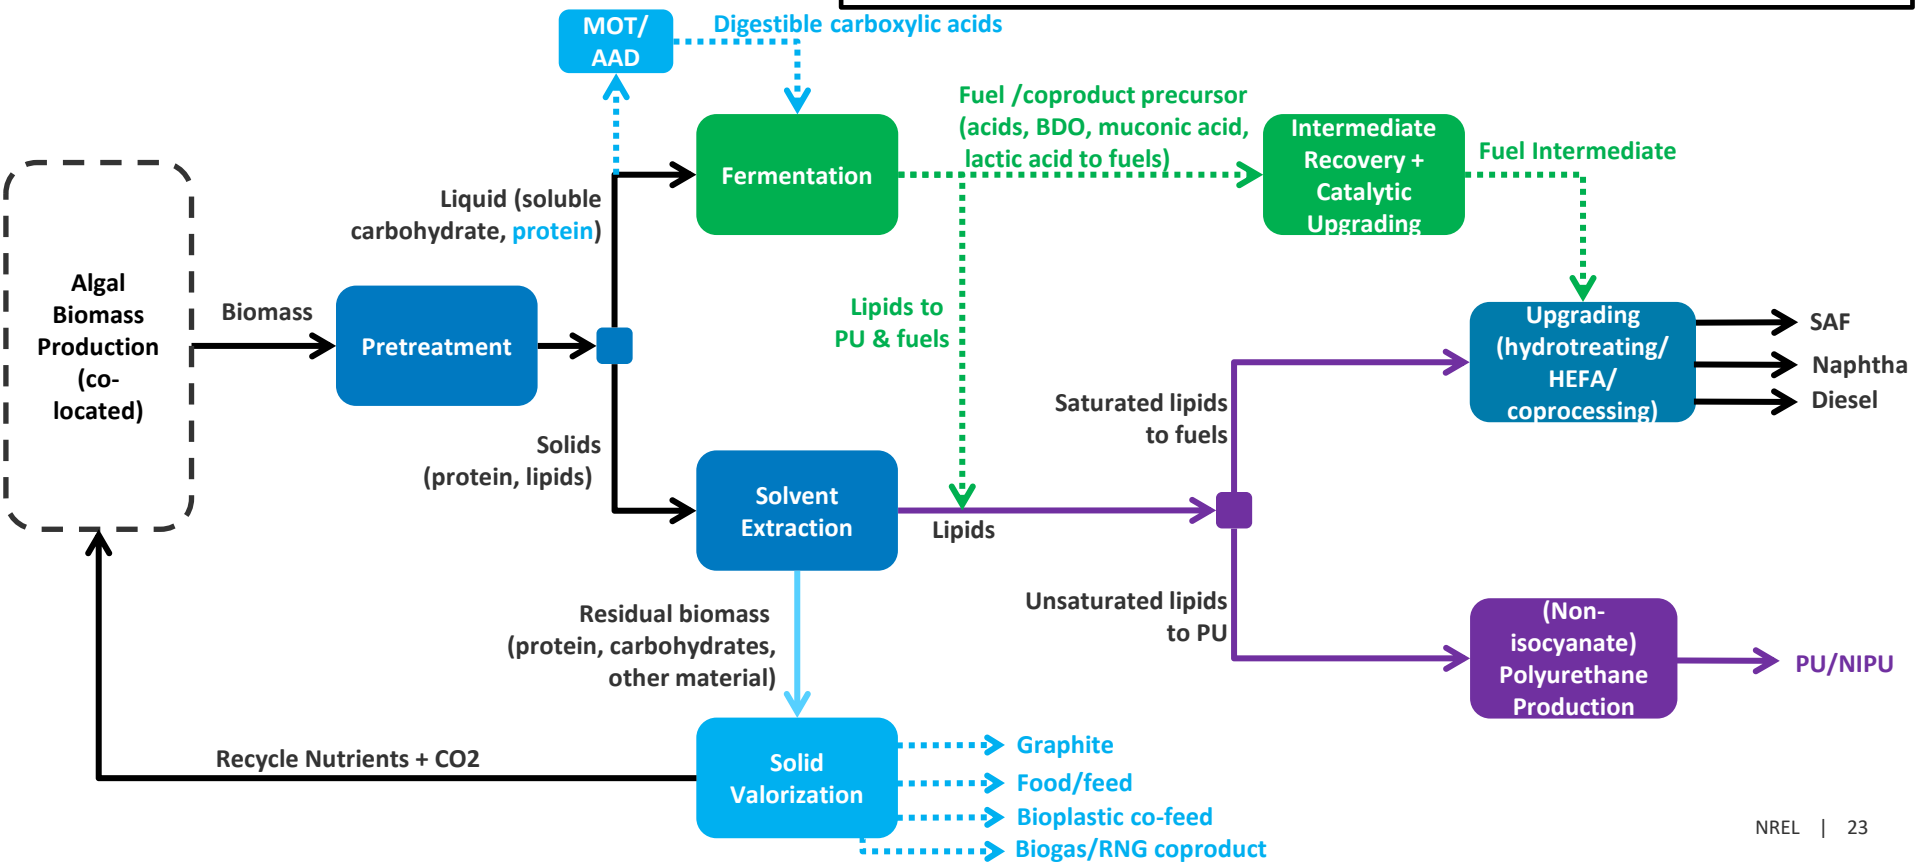 MOT/
AAD
Digestible carboxylic acids
Fuel /coproduct precursor
(acids, BDO, muconic acid,
lactic acid to fuels)
Fermentation
Intermediate
Recovery +
Catalytic
Upgrading
Fuel Intermediate
Liquid (soluble
carbohydrate, protein)
Algal
Biomass
Production
(co-
located)
Biomass
Pretreatment
Lipids to
PU & fuels
Upgrading
(hydrotreating/
HEFA/
coprocessing)
SAF
Naphtha
Diesel
Saturated lipids
to fuels
Solids
(protein, lipids)
Solvent
Extraction
Lipids
Residual biomass
(protein, carbohydrates,
other material)
Unsaturated lipids
to PU
(Non-
isocyanate)
Polyurethane
Production
PU/NIPU
Recycle Nutrients + CO2
Solid
Valorization
Graphite
Food/feed
Bioplastic co-feed
Biogas/RNG coproduct
NREL | 23